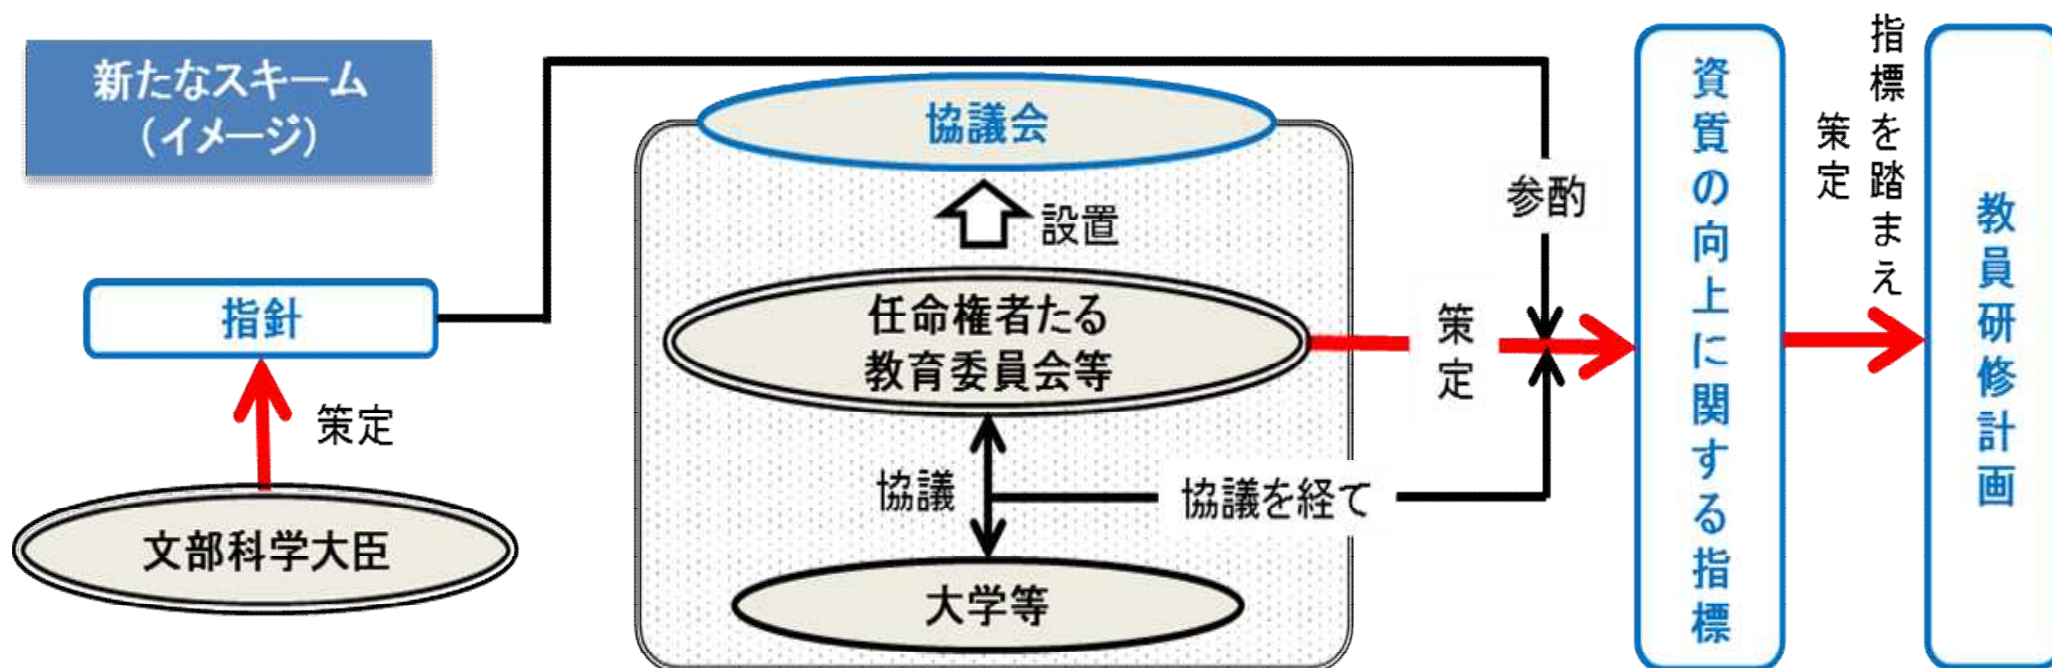 新たなスキーム
(イメージ)
協議会
設置
任命権者たる
教育委員会等
協議
大学等
指針
策定
文部科学大臣
参酌
策定
協議を経て
資質の向上に関する指標
指標を踏まえ
策定
教員研修計画